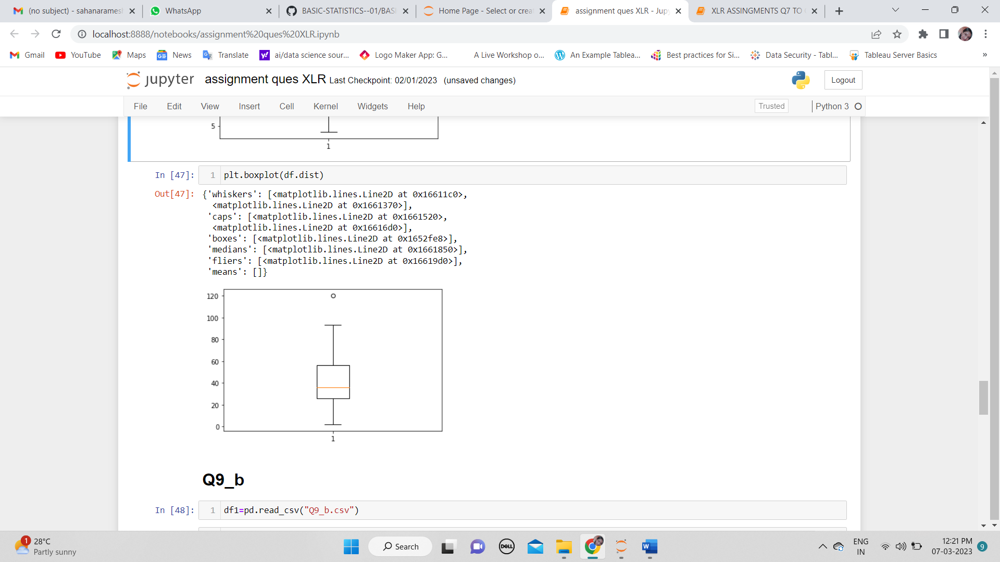 (no subject) - sahanarames
WhatsApp
BASIC-STATISTICS--01/BAS
Home Page - Select or crea
assignment ques XLR - Jup
XLR ASSINGMENTS Q7 TO
localhost:8888/notebooks/assignment%20ques%20XLR.ipynb
Gmail
YouTube
Maps
News
Translate
ai/data science sour...
Logo Maker App: G...
A Live Workshop o...
An Example Tablea...
Best practices for Si...
Data Security - Tabl...
Tableau Server Basics
»
jupyter assignment ques XLR Last Checkpoint: 02/01/2023 (unsaved changes)
Logout
File Edit View Insert Cell Kernel Widgets Help
Trusted
Python 3
5
1
In [47]: 1 plt.boxplot(df.dist)
Out[47]: {'whiskers': [<matplotlib.lines.Line2D at 0x16611c0>,
<matplotlib.lines.Line2D at 0x1661370>],
'caps': [<matplotlib.lines.Line2D at 0x1661520>,
<matplotlib.lines.Line2D at 0x16616d0>],
'boxes': [<matplotlib.lines.Line2D at 0x1652fe8>],
'medians': [<matplotlib.lines.Line2D at 0x1661850>],
'fliers': [<matplotlib.lines.Line2D at 0x16619d0>],
'means': []}
120
100
80
60
40
20
0
1
Q9_b
In [48]: 1 df1=pd.read_csv("Q9_b.csv")
1
28°C
Partly sunny
Search
DELL
W
ENG
IN
12:21 PM
07-03-2023
9